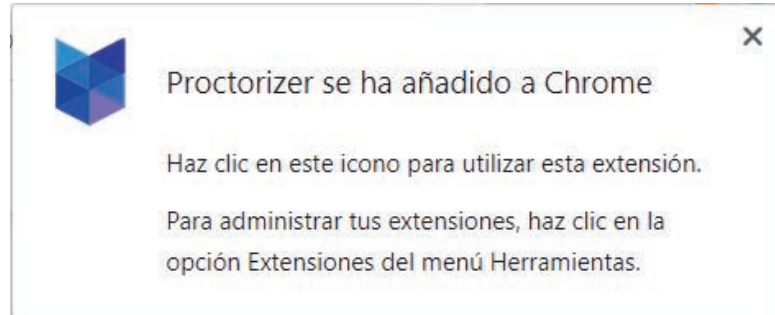 Proctorizer se ha añadido a Chrome
Haz clic en este icono para utilizar esta extensión.
Para administrar tus extensiones, haz clic en la
opción Extensiones del menú Herramientas.